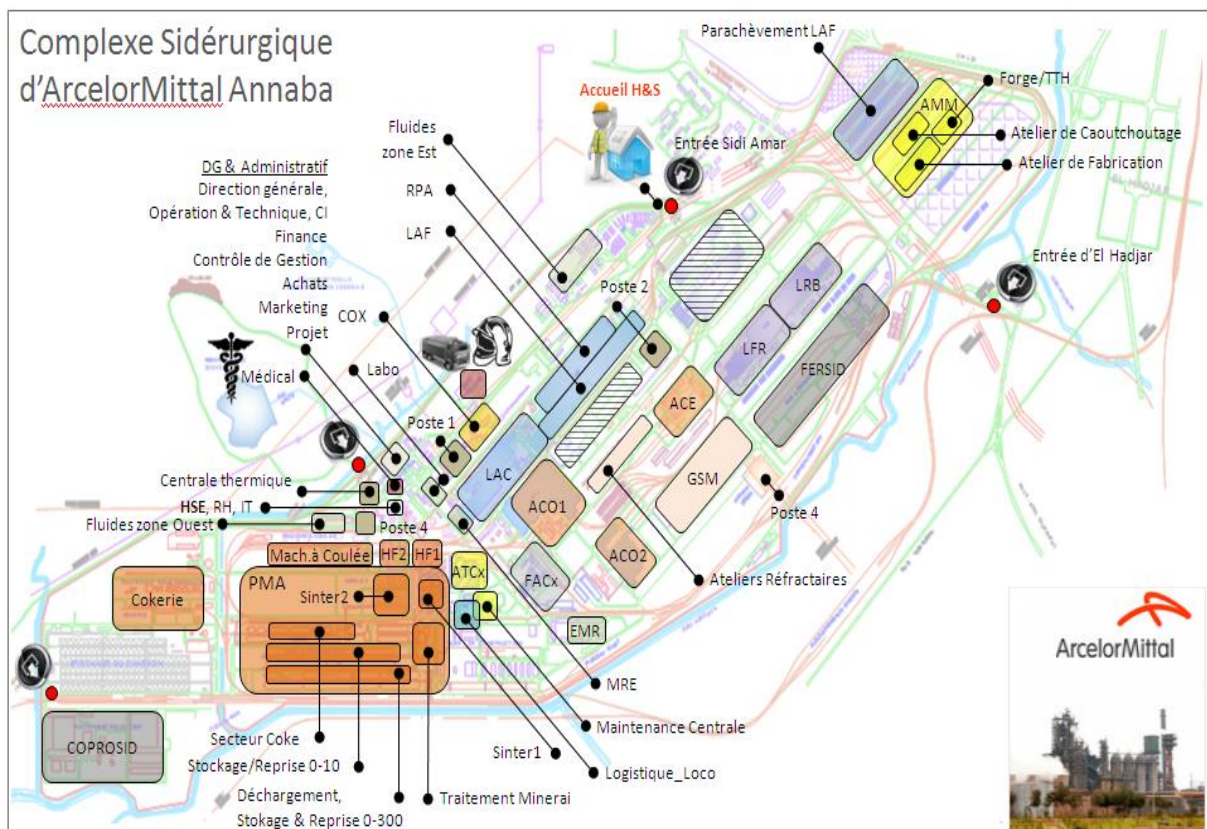 Complexe Sidérurgique
d'ArcelorMittal Annaba
Parachèvement LAF
Forge/TTH
AMM
Atelier de Caoutchoutage
Atelier de Fabrication
Accueil H&S
Entrée Sidi Amar
Entrée d'El Hadjar
EL HADJAR
Fluides
zone Est
RPA
LAF
DG & Administratif
Direction générale,
Opération & Technique, CI
Finance
Contrôle de Gestion
Achats
Marketing
Projet
COX
Médical
Labo
Poste 1
Poste 2
LRB
LFR
FERSID
ACE
GSM
LAC
ACO1
ACO2
Poste 4
Ateliers Réfractaires
Centrale thermique
HSE, RH, IT
Fluides zone Ouest
Poste 4
Mach.à Coulée
HF2
HF1
PMA
ATCx
FACx
Cokerie
Sinter2
EMR
COPROSID
MRE
Maintenance Centrale
Sinter1
Logistique_Loco
Secteur Coke
Stockage/Reprise 0-10
Déchargement,
Stokage & Reprise 0-300
Traitement Minerai
ArcelorMittal